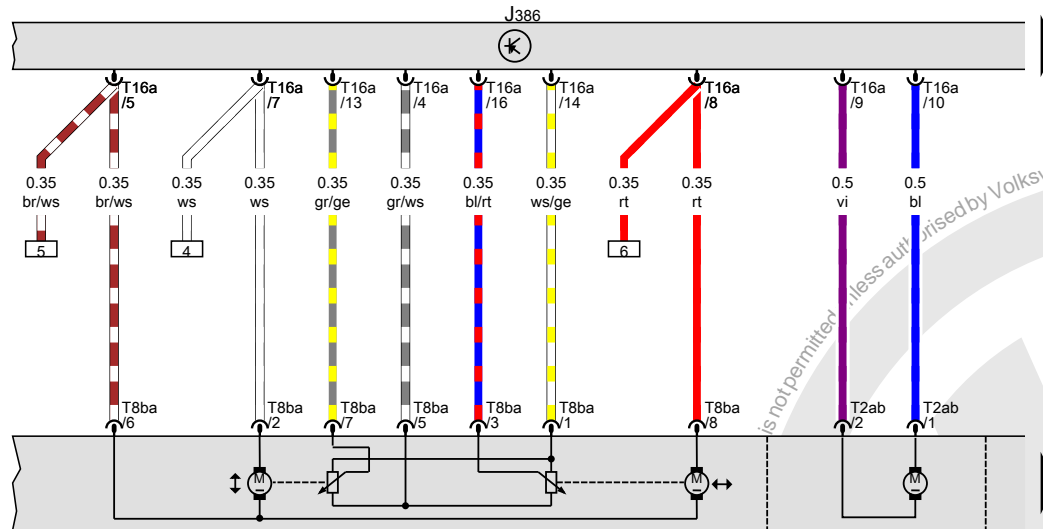 J386
T16a T16a T16a T16a T16a T16a T16a T16a T16a
/5 /7 /13 /4 /16 /14 /8 /9 /10
0.35 0.35 0.35 0.35 0.35 0.35 0.35 0.35 0.35 0.35 0.5 0.5
br/ws br/ws ws ws gr/ge gr/ws bl/rt ws/ge rt rt vi bl
5 4 6
T8ba T8ba T8ba T8ba T8ba T8ba T8ba T2ab T2ab
/6 /2 /7 /5 /3 /1 /8 /2 /1
M M M
is not permitted unless authorised by Volksw